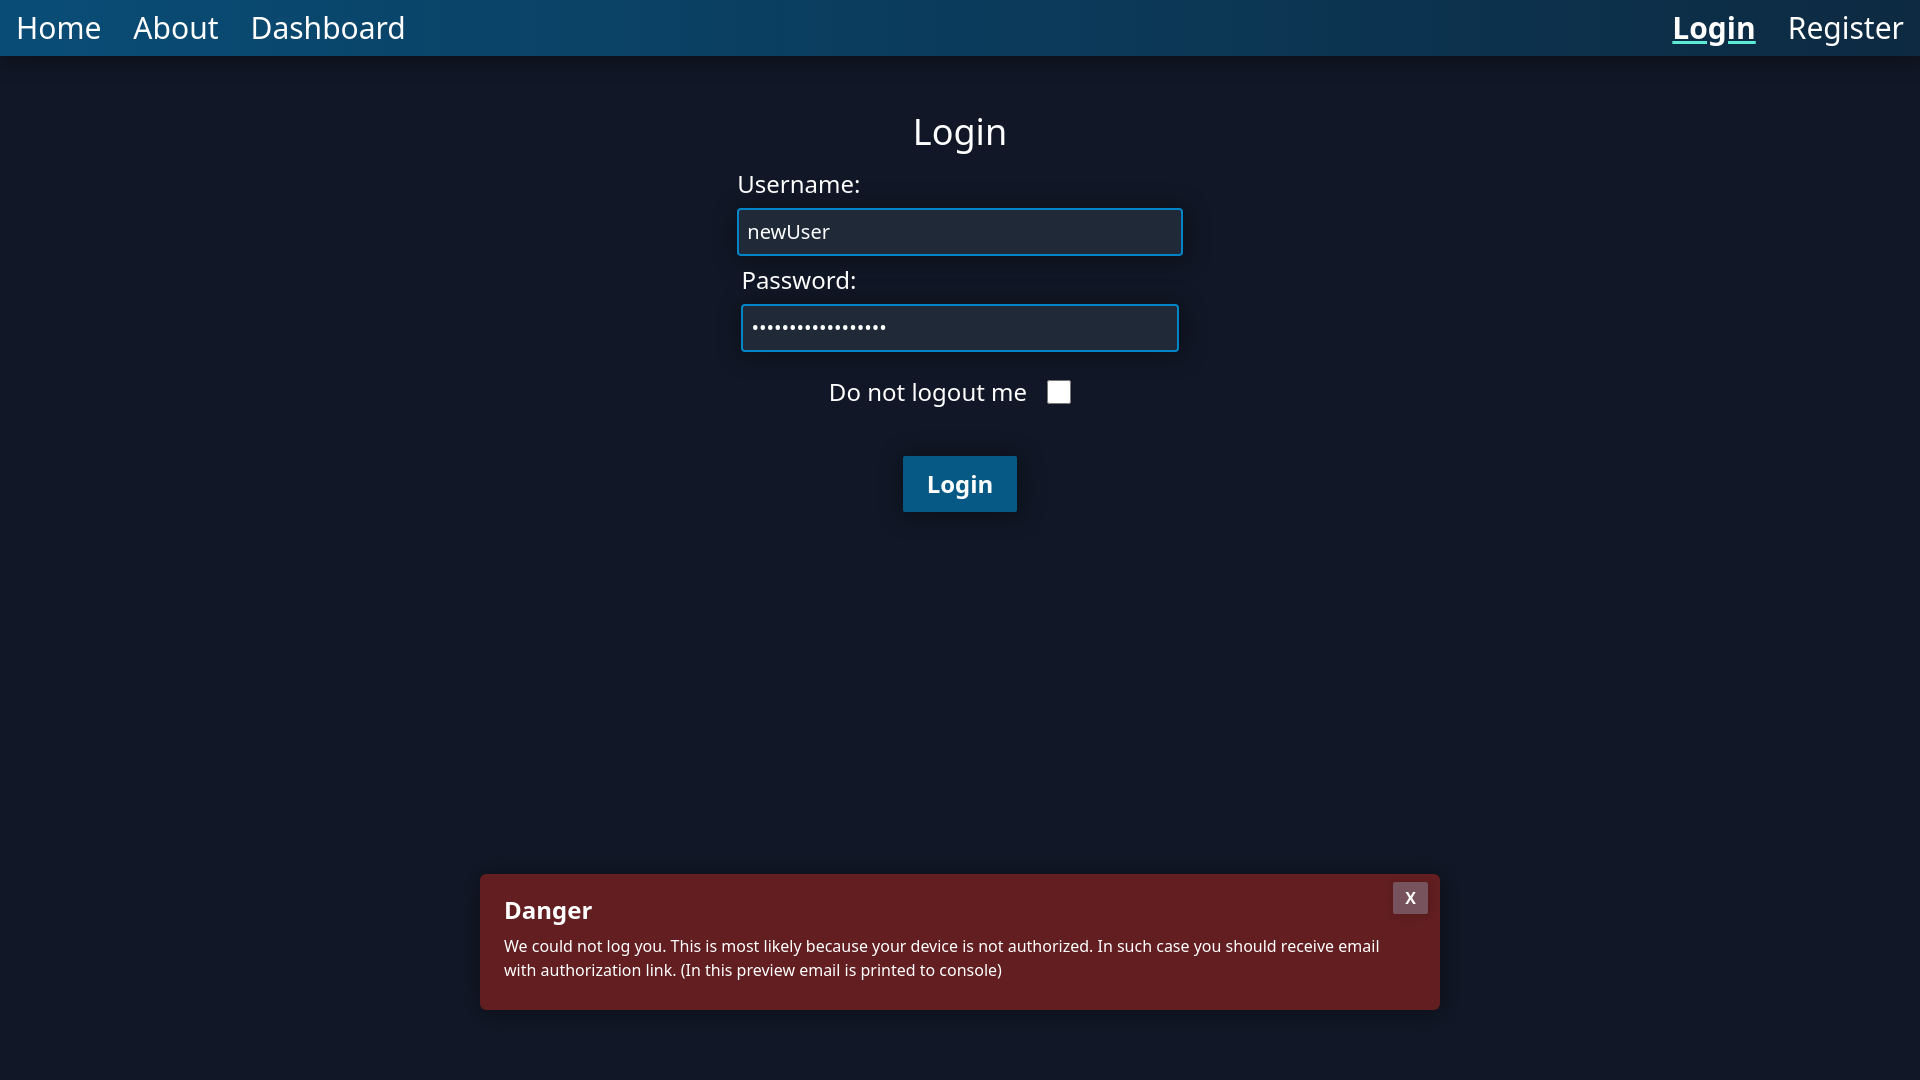 Home About Dashboard Login Register
Login
Username:
newUser
Password:
••••••••••••••••••
Do not logout me
Login
Danger
X
We could not log you. This is most likely because your device is not authorized. In such case you should receive email
with authorization link. (In this preview email is printed to console)